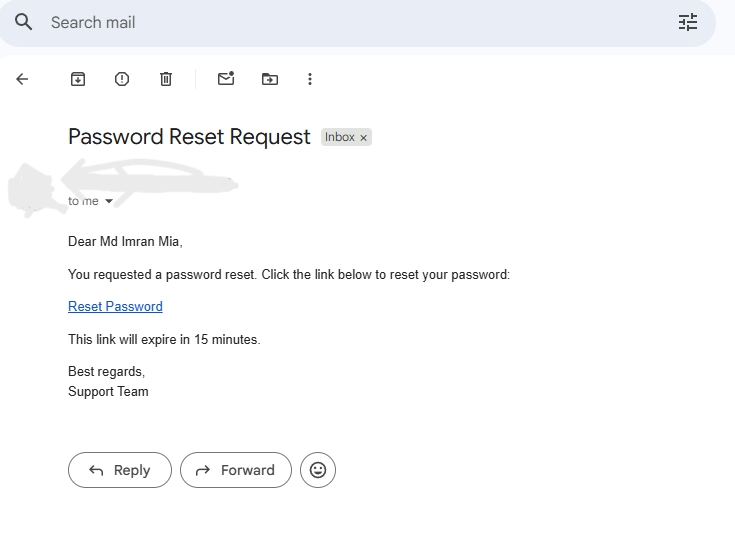 Search mail
Password Reset Request Inbox ×
to me
Dear Md Imran Mia,
You requested a password reset. Click the link below to reset your password:
Reset Password
This link will expire in 15 minutes.
Best regards,
Support Team
Reply Forward